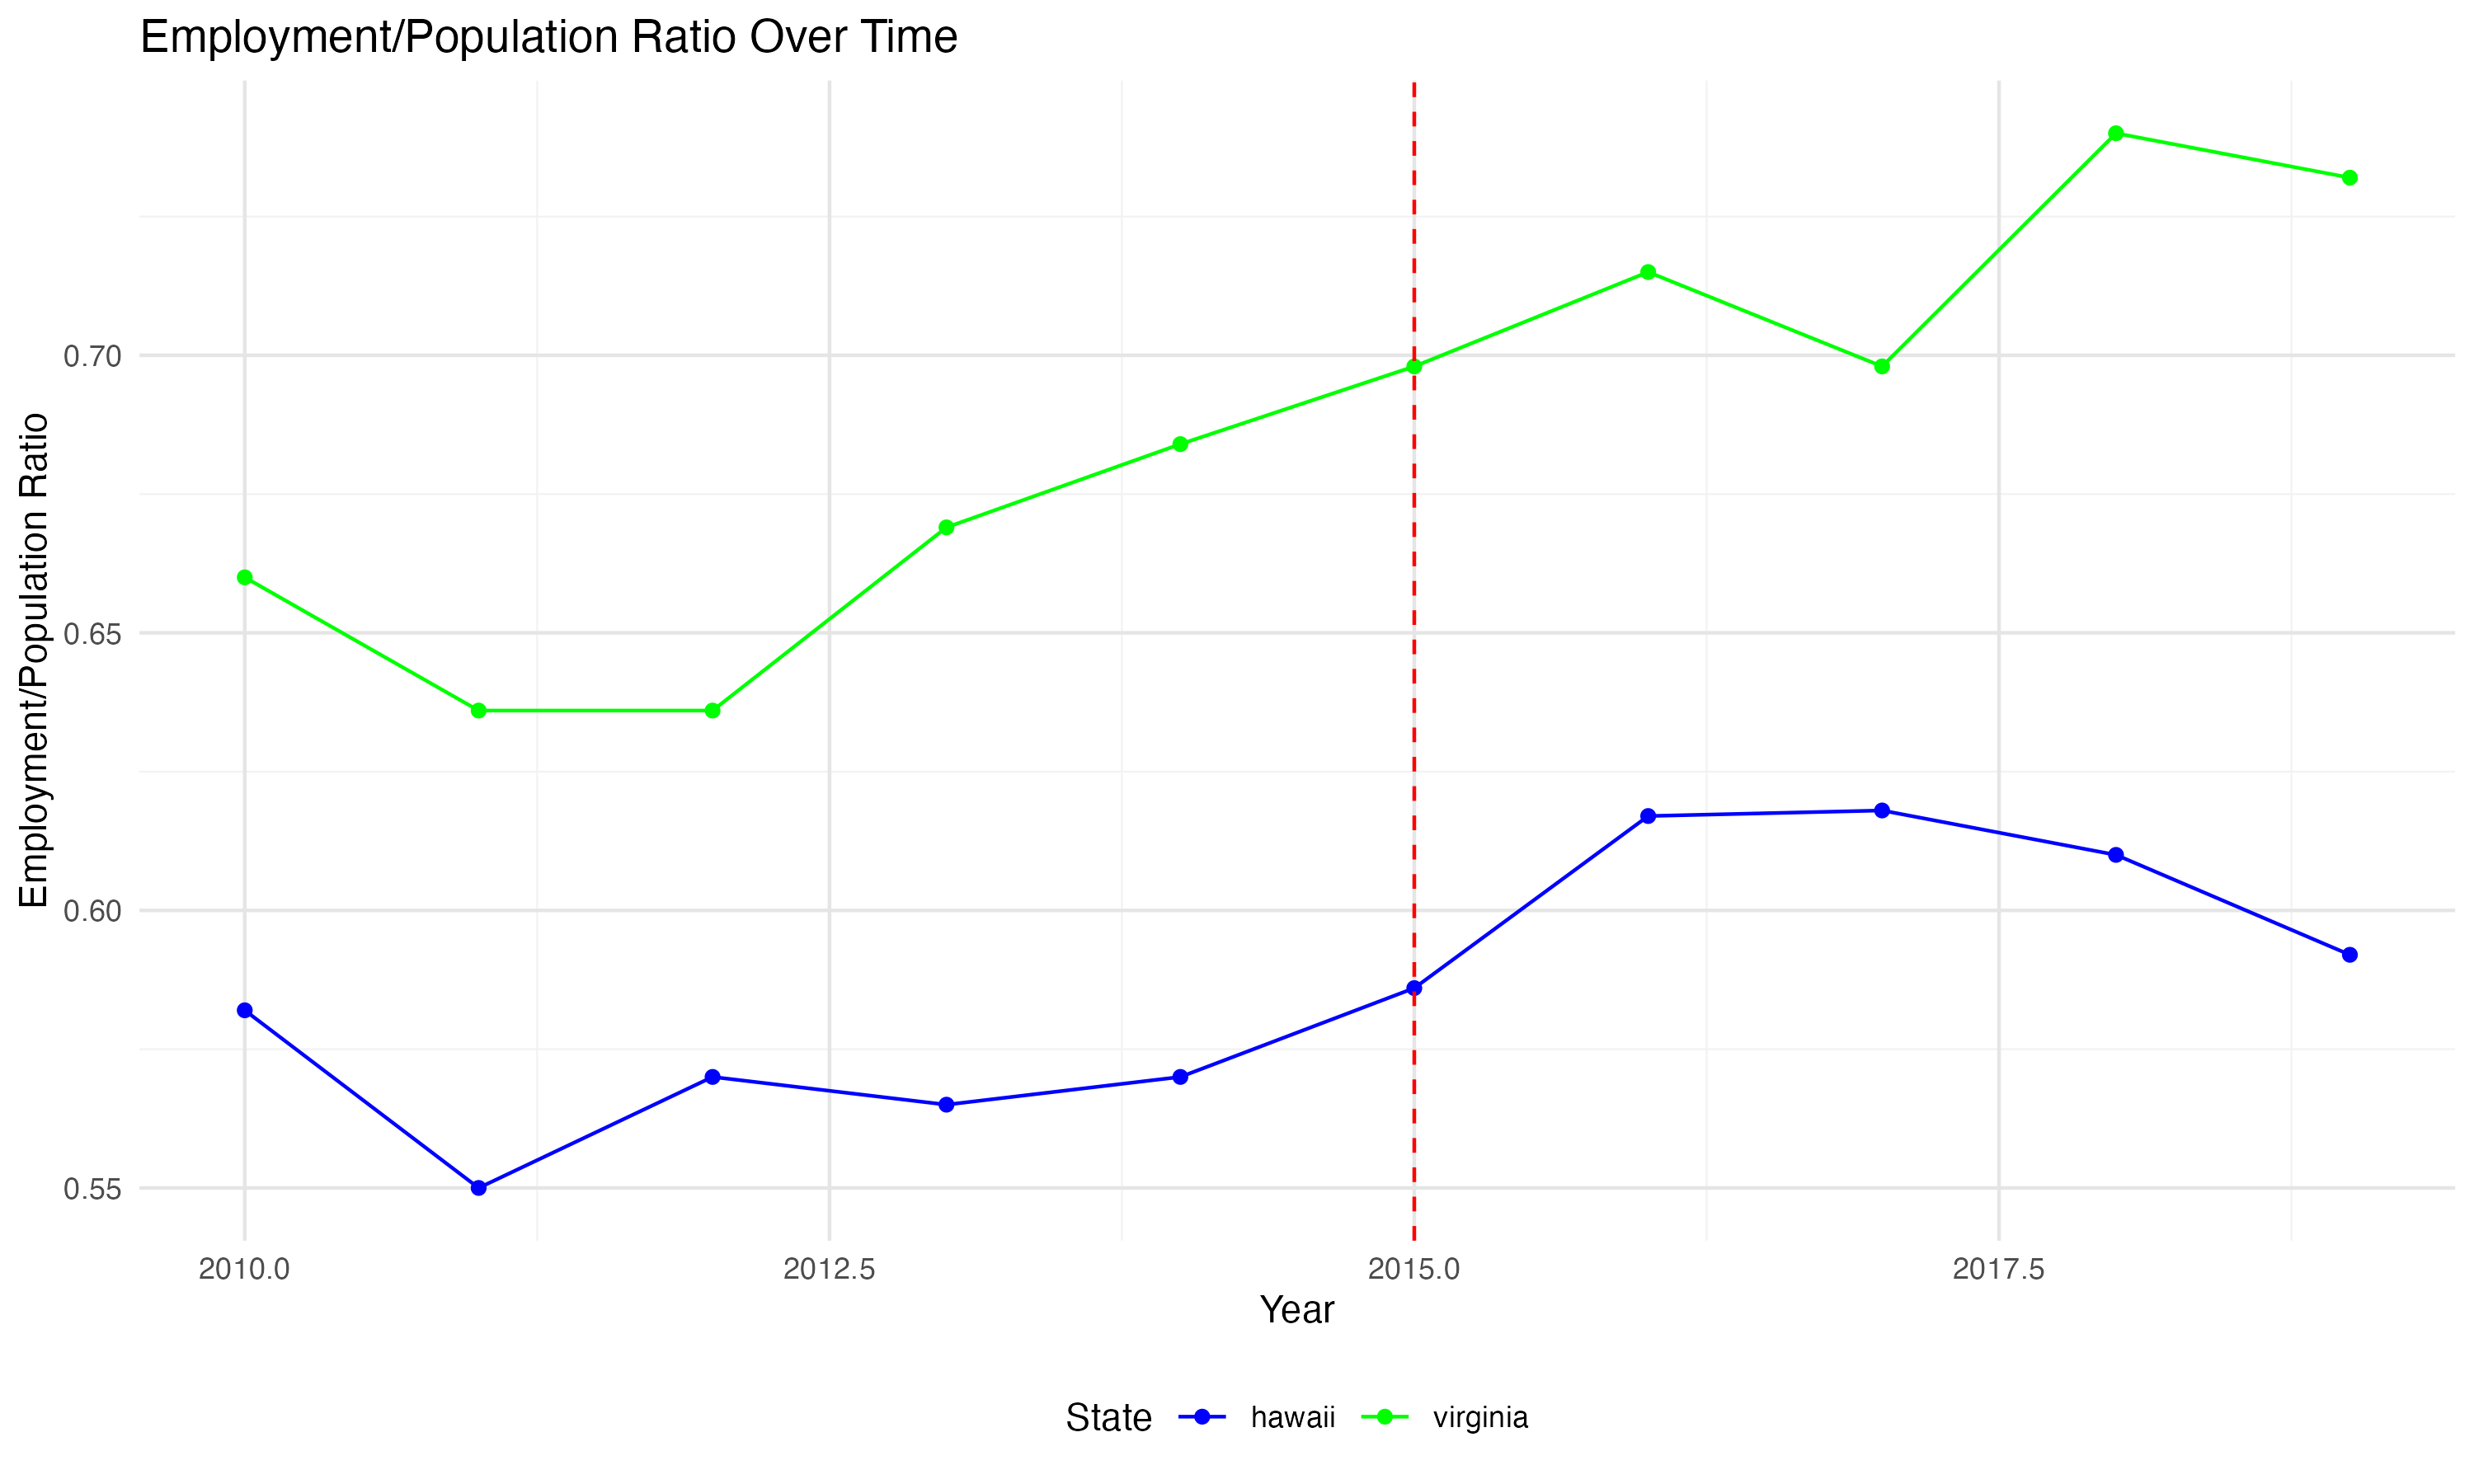 Employment/Population Ratio Over Time
Employment/Population Ratio
0.70
0.65
0.60
0.55
2010.0 2012.5 2015.0 2017.5
Year
State hawaii virginia